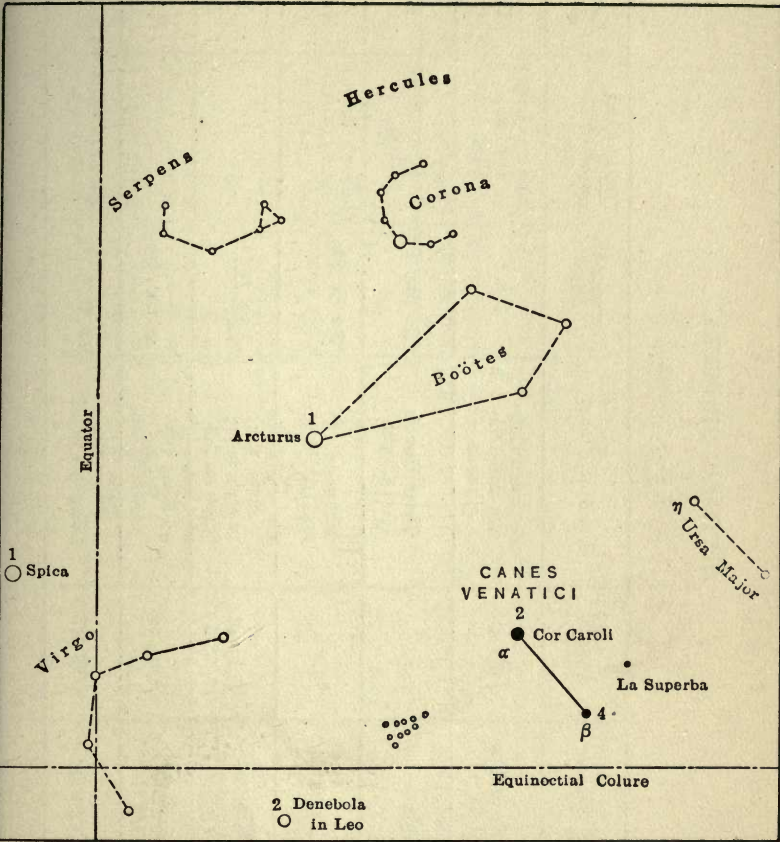 Hercules
Serpens
Corona
Boötes
1
Arcturus
Equator
η
Ursa Major
1
Spica
CANES
VENATICI
2
Cor Caroli
α
Virgo
La Superba
4
β
Equinoctial Colure
2 Denebola
in Leo